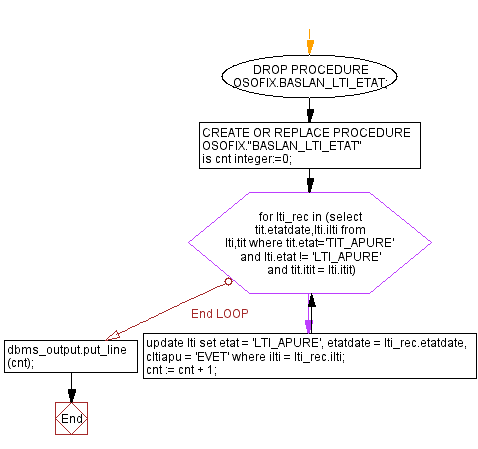 DROP PROCEDURE
OSOFIX.BASLAN_LTI_ETAT;
CREATE OR REPLACE PROCEDURE
OSOFIX."BASLAN_LTI_ETAT"
is cnt integer:=0;
for lti_rec in (select
tit.etatdate,lti.ilti from
lti,tit where tit.etat='TIT_APURE'
and lti.etat != 'LTI_APURE'
and tit.itit = lti.itit)
End LOOP
update lti set etat = 'LTI_APURE', etatdate = lti_rec.etatdate,
cltiapu = 'EVET' where ilti = lti_rec.ilti;
cnt := cnt + 1;
dbms_output.put_line
(cnt);
End